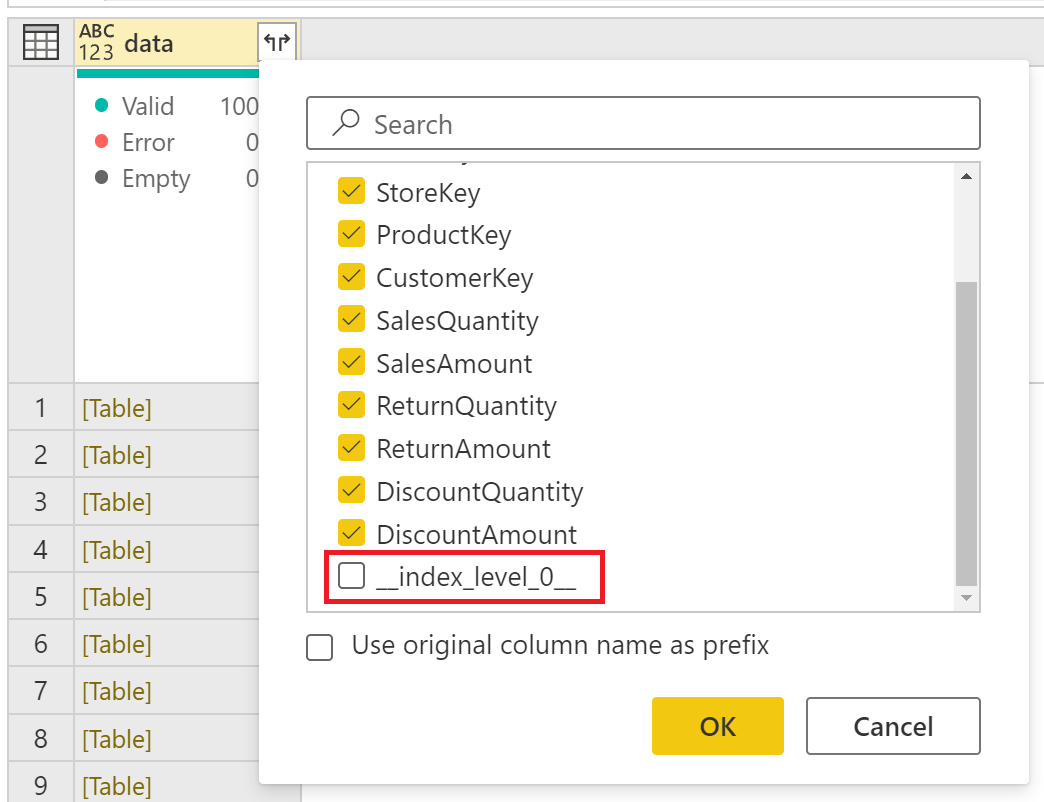 ABC
123 data
Valid 100
Error 0
Empty 0
Search
StoreKey
ProductKey
CustomerKey
SalesQuantity
SalesAmount
ReturnQuantity
ReturnAmount
DiscountQuantity
DiscountAmount
__index_level_0__
Use original column name as prefix
OK Cancel
1 [Table]
2 [Table]
3 [Table]
4 [Table]
5 [Table]
6 [Table]
7 [Table]
8 [Table]
9 [Table]